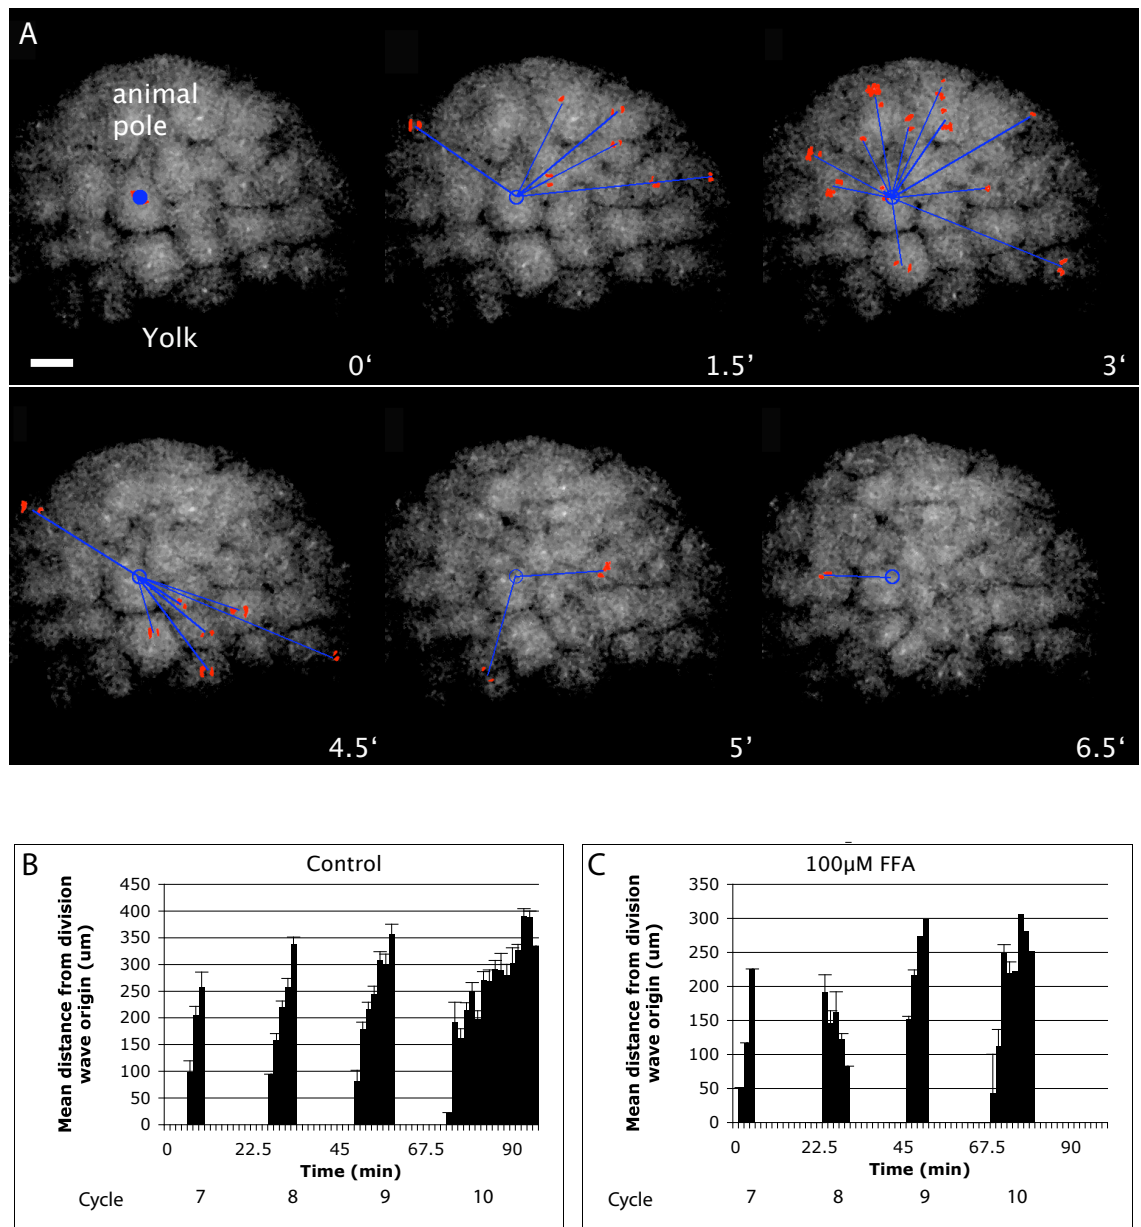 A
animal
pole
Yolk
0‘
1.5’
3‘
4.5‘
5’
6.5‘
B
Control
Mean distance from division
wave origin (um)
450
400
350
300
250
200
150
100
50
0
0 22.5 45 67.5 90
Time (min)
Cycle 7 8 9 10
C
100µM FFA
Mean distance from division
wave origin (um)
350
300
250
200
150
100
50
0
0 22.5 45 67.5 90
Time (min)
Cycle 7 8 9 10